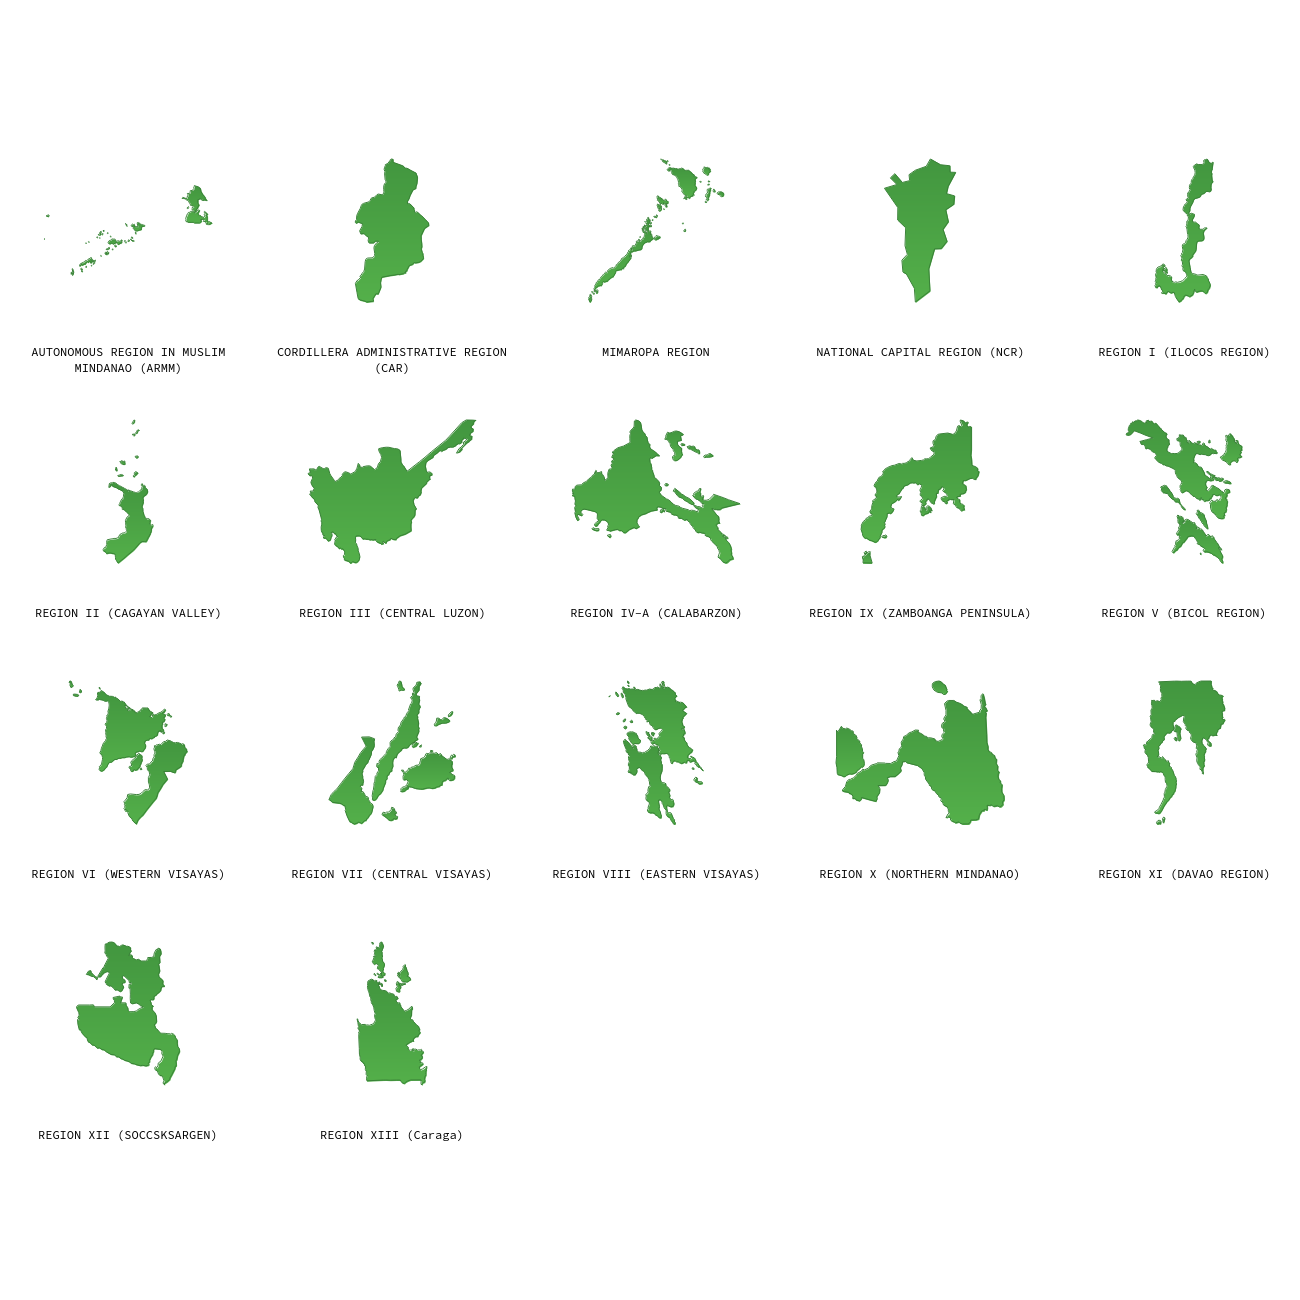 AUTONOMOUS REGION IN MUSLIM
MINDANAO (ARMM)
CORDILLERA ADMINISTRATIVE REGION
(CAR)
MIMAROPA REGION
NATIONAL CAPITAL REGION (NCR)
REGION I (ILOCOS REGION)
REGION II (CAGAYAN VALLEY)
REGION III (CENTRAL LUZON)
REGION IV-A (CALABARZON)
REGION IX (ZAMBOANGA PENINSULA)
REGION V (BICOL REGION)
REGION VI (WESTERN VISAYAS)
REGION VII (CENTRAL VISAYAS)
REGION VIII (EASTERN VISAYAS)
REGION X (NORTHERN MINDANAO)
REGION XI (DAVAO REGION)
REGION XII (SOCCSKSARGEN)
REGION XIII (Caraga)